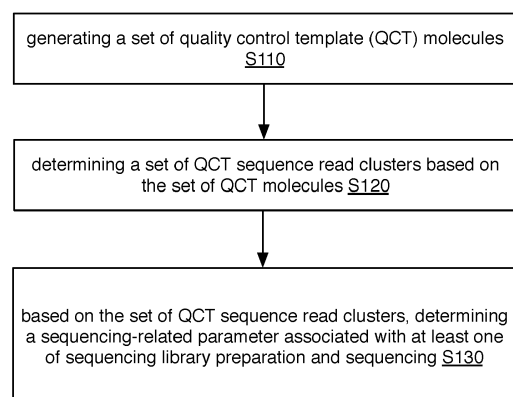 generating a set of quality control template (QCT) molecules
S110
determining a set of QCT sequence read clusters based on
the set of QCT molecules S120
based on the set of QCT sequence read clusters, determining
a sequencing-related parameter associated with at least one
of sequencing library preparation and sequencing S130